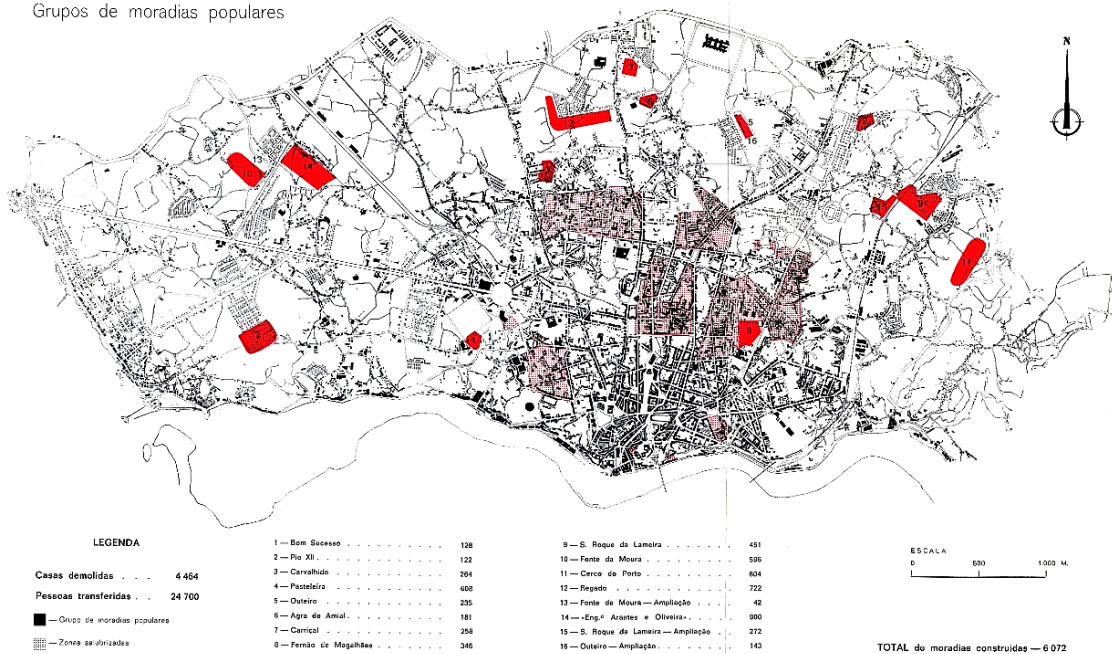 Grupos de moradias populares
N
LEGENDA
Casas demolidas . . . 4 454
Pessoas transferidas . . 24 700
— Grupo de moradias populares
— Zonas salubrizadas
1 — Bom Sucesso . . . . . . . . . . 128
2 — Pio XII . . . . . . . . . . . . 122
3 — Carvalhido . . . . . . . . . . 264
4 — Pasteleira . . . . . . . . . . 608
5 — Outeiro . . . . . . . . . . . . 235
6 — Agra do Amial . . . . . . . . . . 181
7 — Carriçal . . . . . . . . . . . . 258
8 — Fernão de Magalhães . . . . . . . 346
9 — S. Roque da Lameira . . . . . . . . 451
10 — Fonte da Moura . . . . . . . . . 596
11 — Cerco do Porto . . . . . . . . . 804
12 — Regado . . . . . . . . . . . . 722
13 — Fonte da Moura — Ampliação . . . . . 42
14 — «Eng.º Arantes e Oliveira» . . . . . 900
15 — S. Roque da Lameira — Ampliação . . 272
16 — Outeiro — Ampliação . . . . . . . 143
ESCALA
0 500 1 000 M.
TOTAL do moradias construidas — 6 072